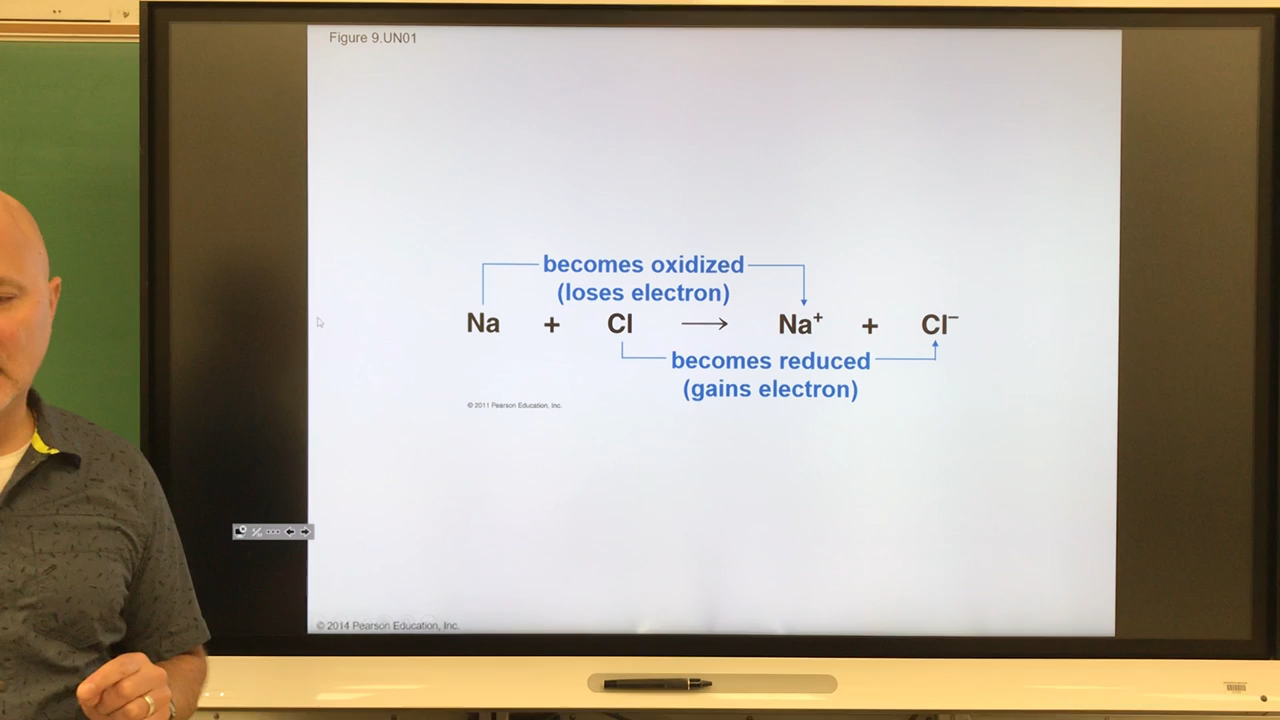 Figure 9.UN01
becomes oxidized
(loses electron)
Na + Cl → Na⁺ + Cl⁻
becomes reduced
(gains electron)
© 2011 Pearson Education, Inc.
© 2014 Pearson Education, Inc.